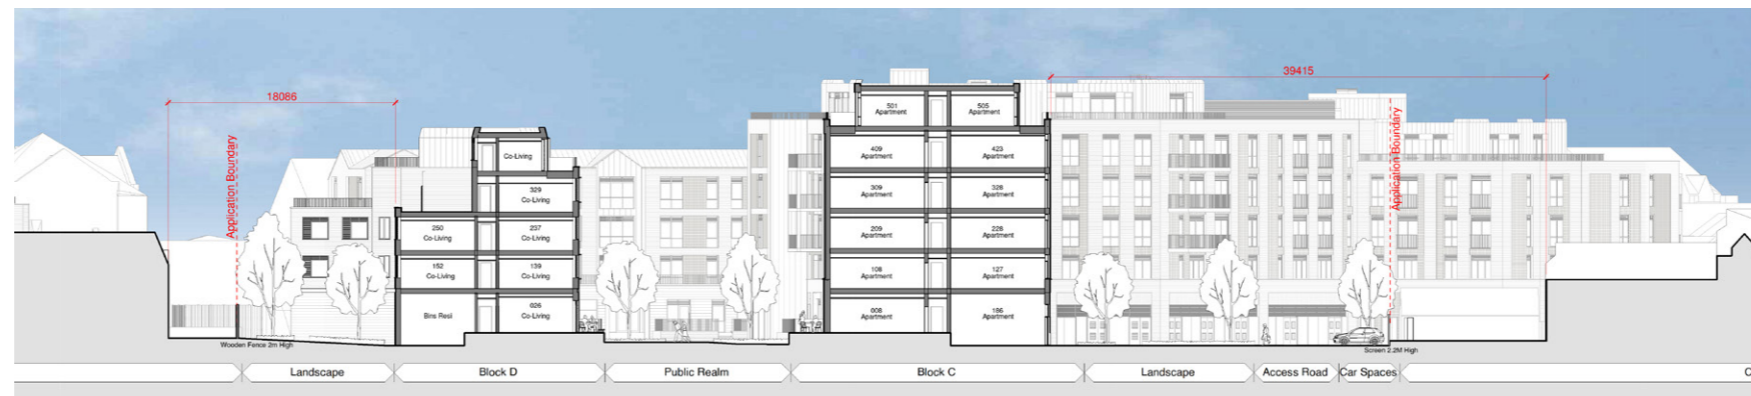 18086
39415
Application Boundary
Application Boundary
501
Apartment
505
Apartment
409
Apartment
423
Apartment
309
Apartment
328
Apartment
209
Apartment
228
Apartment
108
Apartment
127
Apartment
008
Apartment
186
Apartment
Co-Living
329
Co-Living
250
Co-Living
237
Co-Living
152
Co-Living
139
Co-Living
Bins Resi
026
Co-Living
Wooden Fence 2m High
Screen 2.2M High
Landscape
Block D
Public Realm
Block C
Landscape
Access Road
Car Spaces